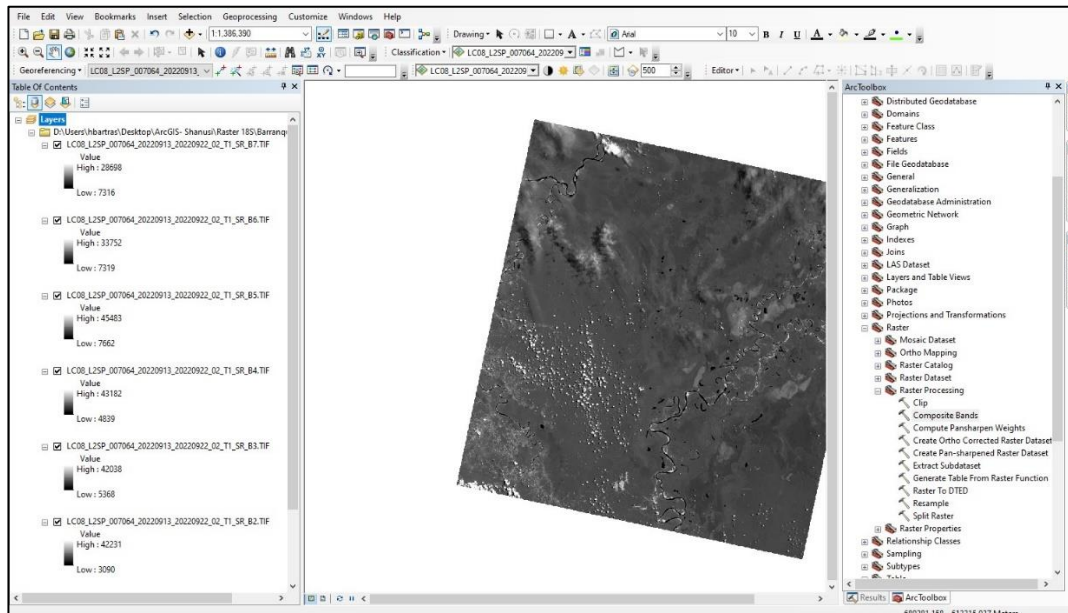 File Edit View Bookmarks Insert Selection Geoprocessing Customize Windows Help
1:1.386.390 Drawing Arial 10 B I U A
Classification LC08_L2SP_007064_202209
Georeferencing LC08_L2SP_007064_20220913_ LC08_L2SP_007064_202209 500 Editor
Table Of Contents
Layers
D:\Users\hbartras\Desktop\ArcGIS- Shanusi\Raster 18S\Barranq
LC08_L2SP_007064_20220913_20220922_02_T1_SR_B7.TIF
Value
High : 28698
Low : 7316
LC08_L2SP_007064_20220913_20220922_02_T1_SR_B6.TIF
Value
High : 33752
Low : 7319
LC08_L2SP_007064_20220913_20220922_02_T1_SR_B5.TIF
Value
High : 45483
Low : 7662
LC08_L2SP_007064_20220913_20220922_02_T1_SR_B4.TIF
Value
High : 43182
Low : 4839
LC08_L2SP_007064_20220913_20220922_02_T1_SR_B3.TIF
Value
High : 42038
Low : 5368
LC08_L2SP_007064_20220913_20220922_02_T1_SR_B2.TIF
Value
High : 42231
Low : 3090
ArcToolbox
Distributed Geodatabase
Domains
Feature Class
Features
Fields
File Geodatabase
General
Generalization
Geodatabase Administration
Geometric Network
Graph
Indexes
Joins
LAS Dataset
Layers and Table Views
Package
Photos
Projections and Transformations
Raster
Mosaic Dataset
Ortho Mapping
Raster Catalog
Raster Dataset
Raster Processing
Clip
Composite Bands
Compute Pansharpen Weights
Create Ortho Corrected Raster Dataset
Create Pan-sharpened Raster Dataset
Extract Subdataset
Generate Table From Raster Function
Raster To DTED
Resample
Split Raster
Raster Properties
Relationship Classes
Sampling
Subtypes
Results ArcToolbox